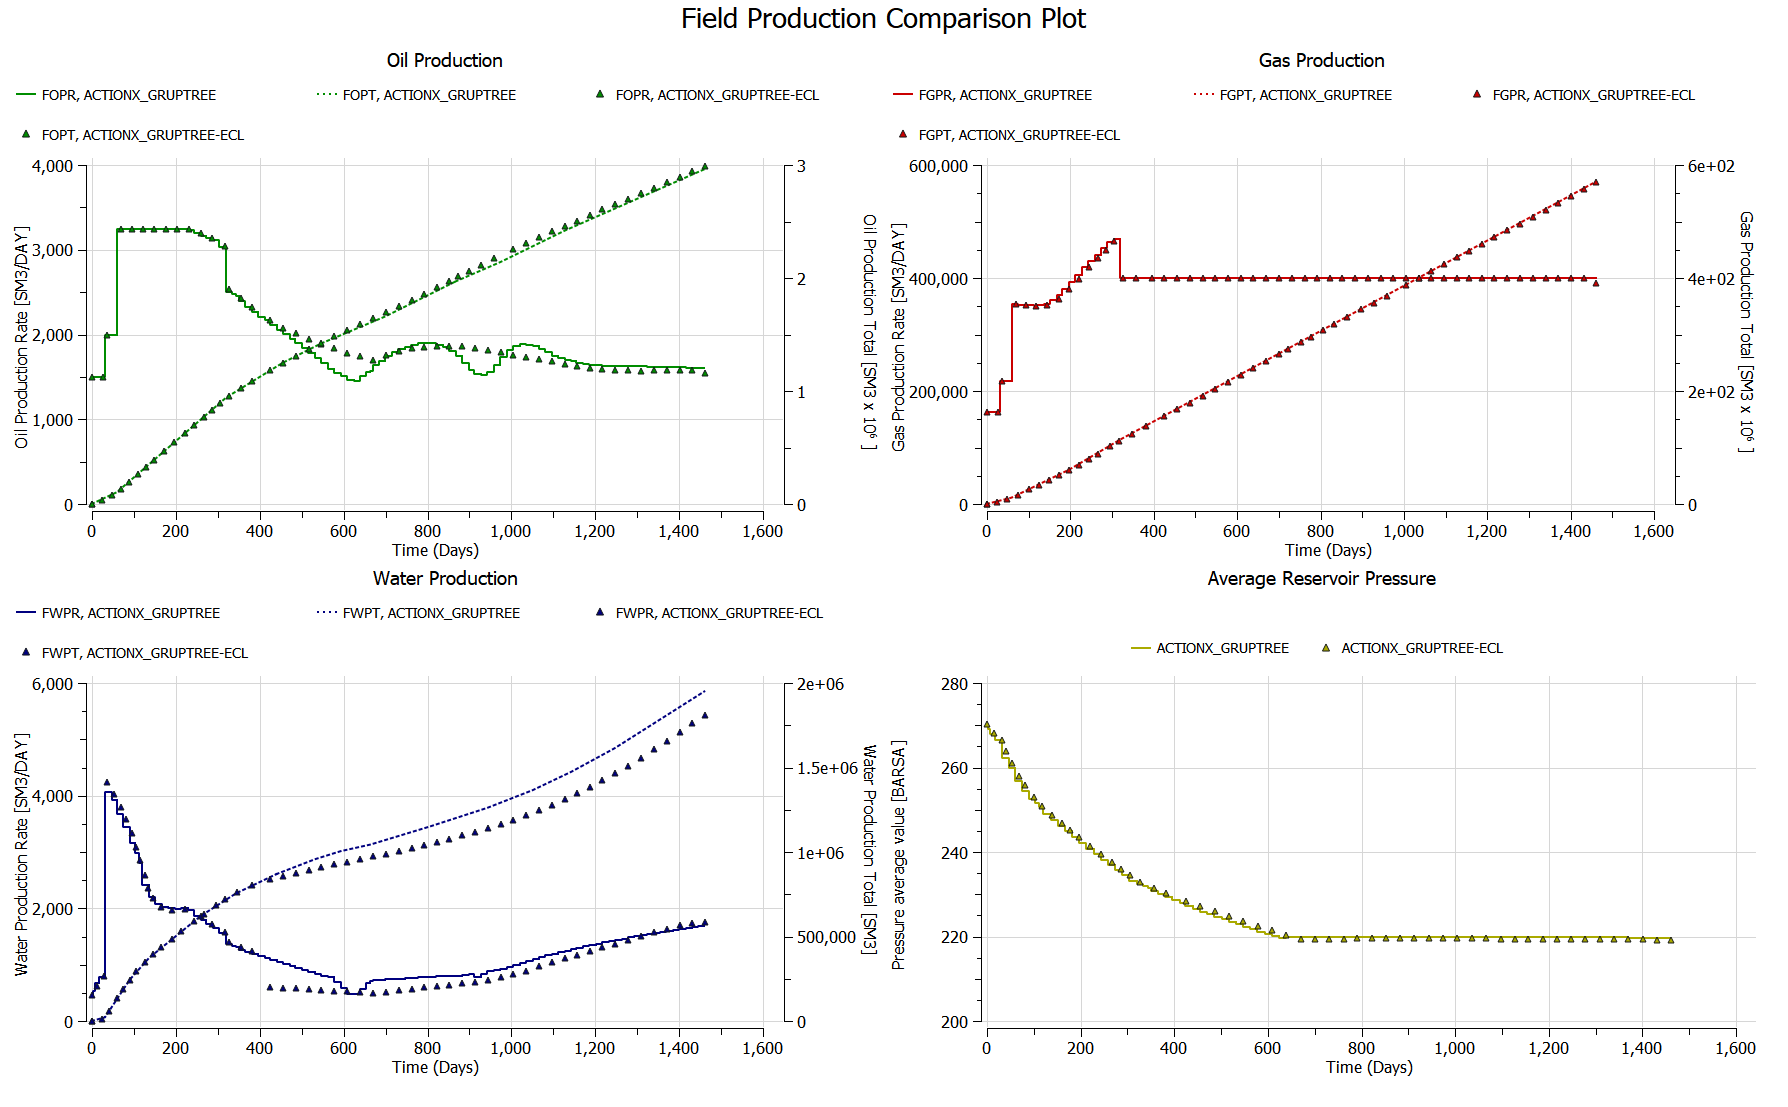 Field Production Comparison Plot
Oil Production
FOPR, ACTIONX_GRUPTREE
FOPT, ACTIONX_GRUPTREE
FOPR, ACTIONX_GRUPTREE-ECL
FOPT, ACTIONX_GRUPTREE-ECL
4,000
3,000
2,000
1,000
0
Oil Production Rate [SM3/DAY]
3
2
1
0
Oil Production Total [SM3 x 10⁶ ]
0 200 400 600 800 1,000 1,200 1,400 1,600
Time (Days)
Gas Production
FGPR, ACTIONX_GRUPTREE
FGPT, ACTIONX_GRUPTREE
FGPR, ACTIONX_GRUPTREE-ECL
FGPT, ACTIONX_GRUPTREE-ECL
600,000
400,000
200,000
0
Gas Production Rate [SM3/DAY]
6e+02
4e+02
2e+02
0
Gas Production Total [SM3 x 10⁶ ]
0 200 400 600 800 1,000 1,200 1,400 1,600
Time (Days)
Water Production
FWPR, ACTIONX_GRUPTREE
FWPT, ACTIONX_GRUPTREE
FWPR, ACTIONX_GRUPTREE-ECL
FWPT, ACTIONX_GRUPTREE-ECL
6,000
4,000
2,000
0
Water Production Rate [SM3/DAY]
2e+06
1.5e+06
1e+06
500,000
0
Water Production Total [SM3]
0 200 400 600 800 1,000 1,200 1,400 1,600
Time (Days)
Average Reservoir Pressure
ACTIONX_GRUPTREE
ACTIONX_GRUPTREE-ECL
280
260
240
220
200
Pressure average value [BARSA]
0 200 400 600 800 1,000 1,200 1,400 1,600
Time (Days)